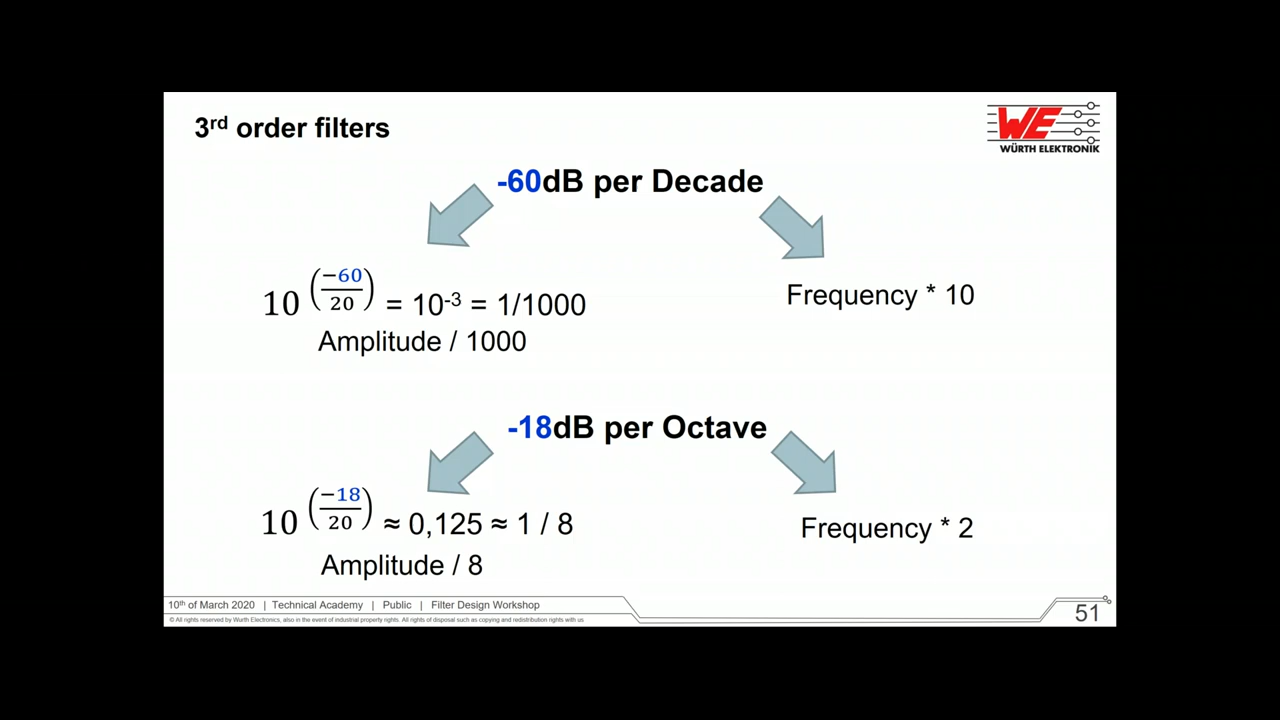 3rd order filters
WE
WÜRTH ELEKTRONIK
-60dB per Decade
10^(−60/20) = 10^-3 = 1/1000
Amplitude / 1000
Frequency * 10
-18dB per Octave
10^(−18/20) ≈ 0,125 ≈ 1 / 8
Amplitude / 8
Frequency * 2
10th of March 2020 | Technical Academy | Public | Filter Design Workshop
© All rights reserved by Wurth Electronics, also in the event of industrial property rights. All rights of disposal such as copying and redistribution rights with us
51